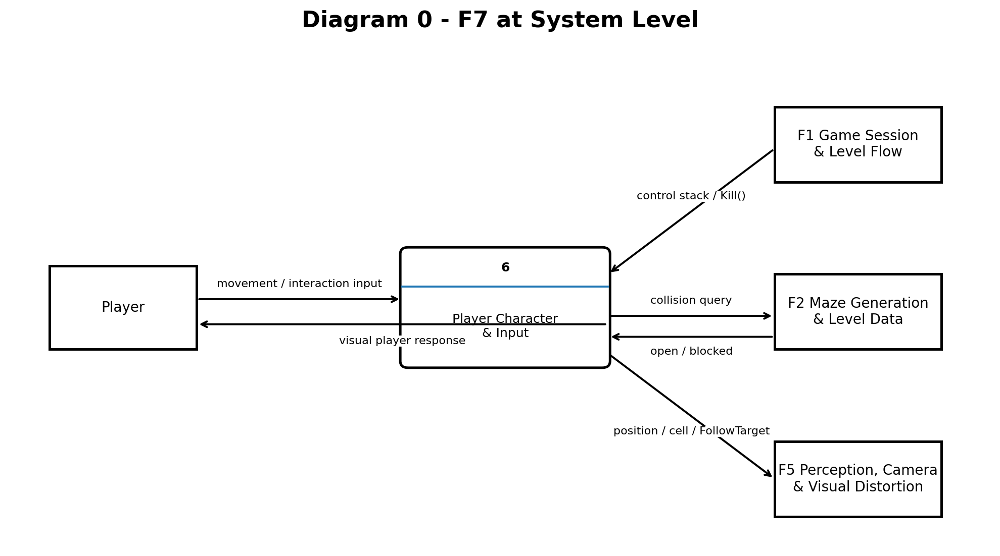 Diagram 0 - F7 at System Level
F1 Game Session
& Level Flow
control stack / Kill()
6
movement / interaction input
Player
Player Character
& Input
visual player response
collision query
F2 Maze Generation
& Level Data
open / blocked
position / cell / FollowTarget
F5 Perception, Camera
& Visual Distortion